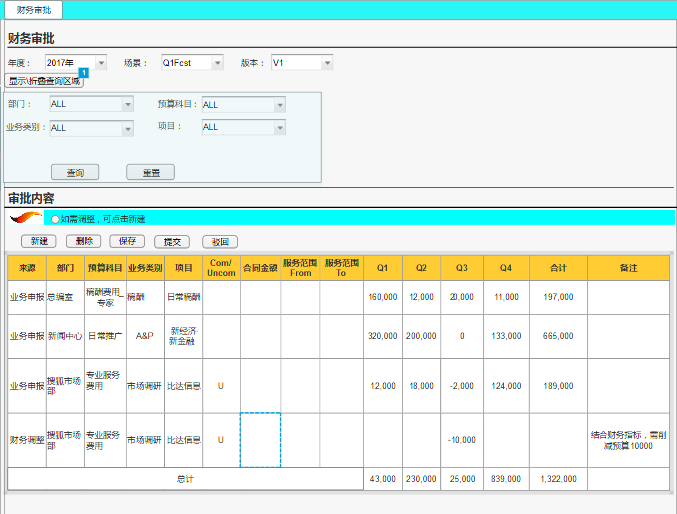 财务审批
财务审批
年度： 2017年 场景： Q1Fcst 版本： V1
显示\折叠查询区域 1
部门： ALL 预算科目： ALL
业务类别： ALL 项目： ALL
查询 重置
审批内容
如需调整，可点击新建
新建 删除 保存 提交 驳回
来源 部门 预算科目 业务类别 项目 Com/ Uncom 合同金额 服务范围 From 服务范围 To Q1 Q2 Q3 Q4 合计 备注
业务申报 总编室 稿酬费用_ 专家 稿酬 日常稿酬 160,000 12,000 20,000 11,000 197,000
业务申报 新闻中心 日常推广 A&P 新经济 新金融 320,000 200,000 0 133,000 665,000
业务申报 搜狐市场部 专业服务费用 市场调研 比达信息 U 12,000 18,000 -2,000 124,000 189,000
财务调整 搜狐市场部 专业服务费用 市场调研 比达信息 U -10,000 结合财务指标，需削减预算10000
总计 43,000 230,000 25,000 839,000 1,322,000